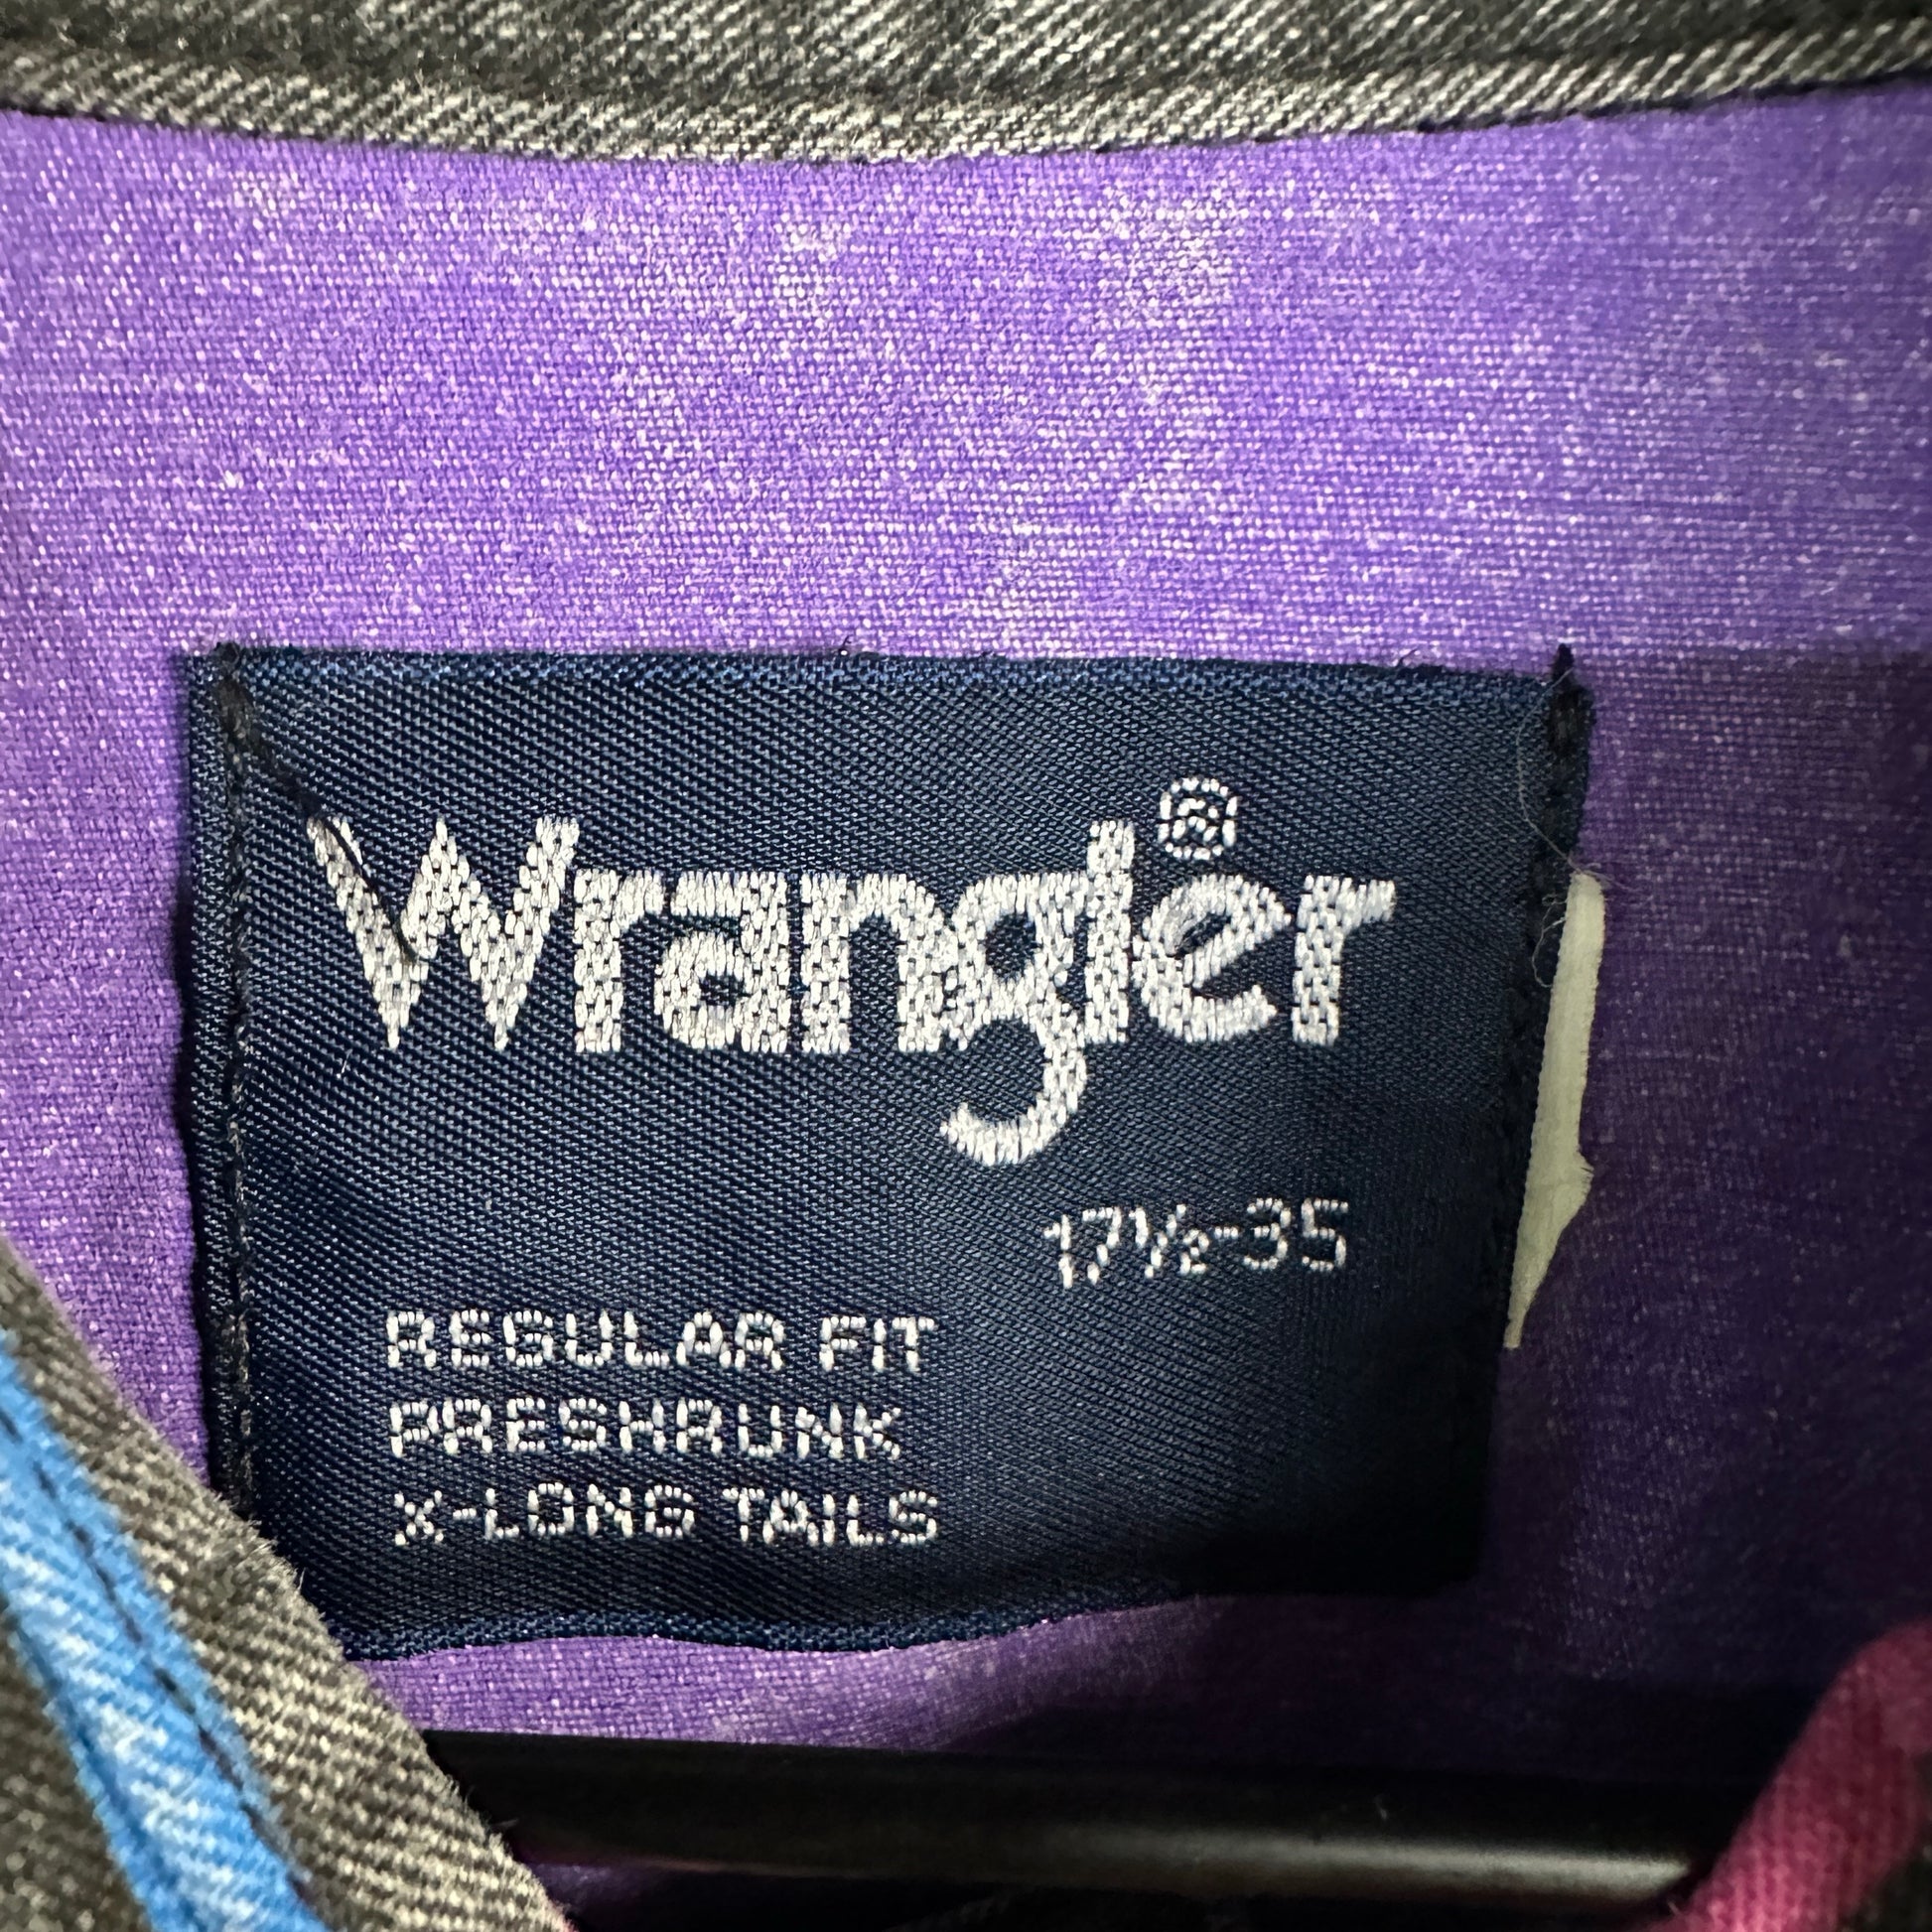 Wrangler®
17½-35
REGULAR FIT
PRESHRUNK
X-LONG TAILS